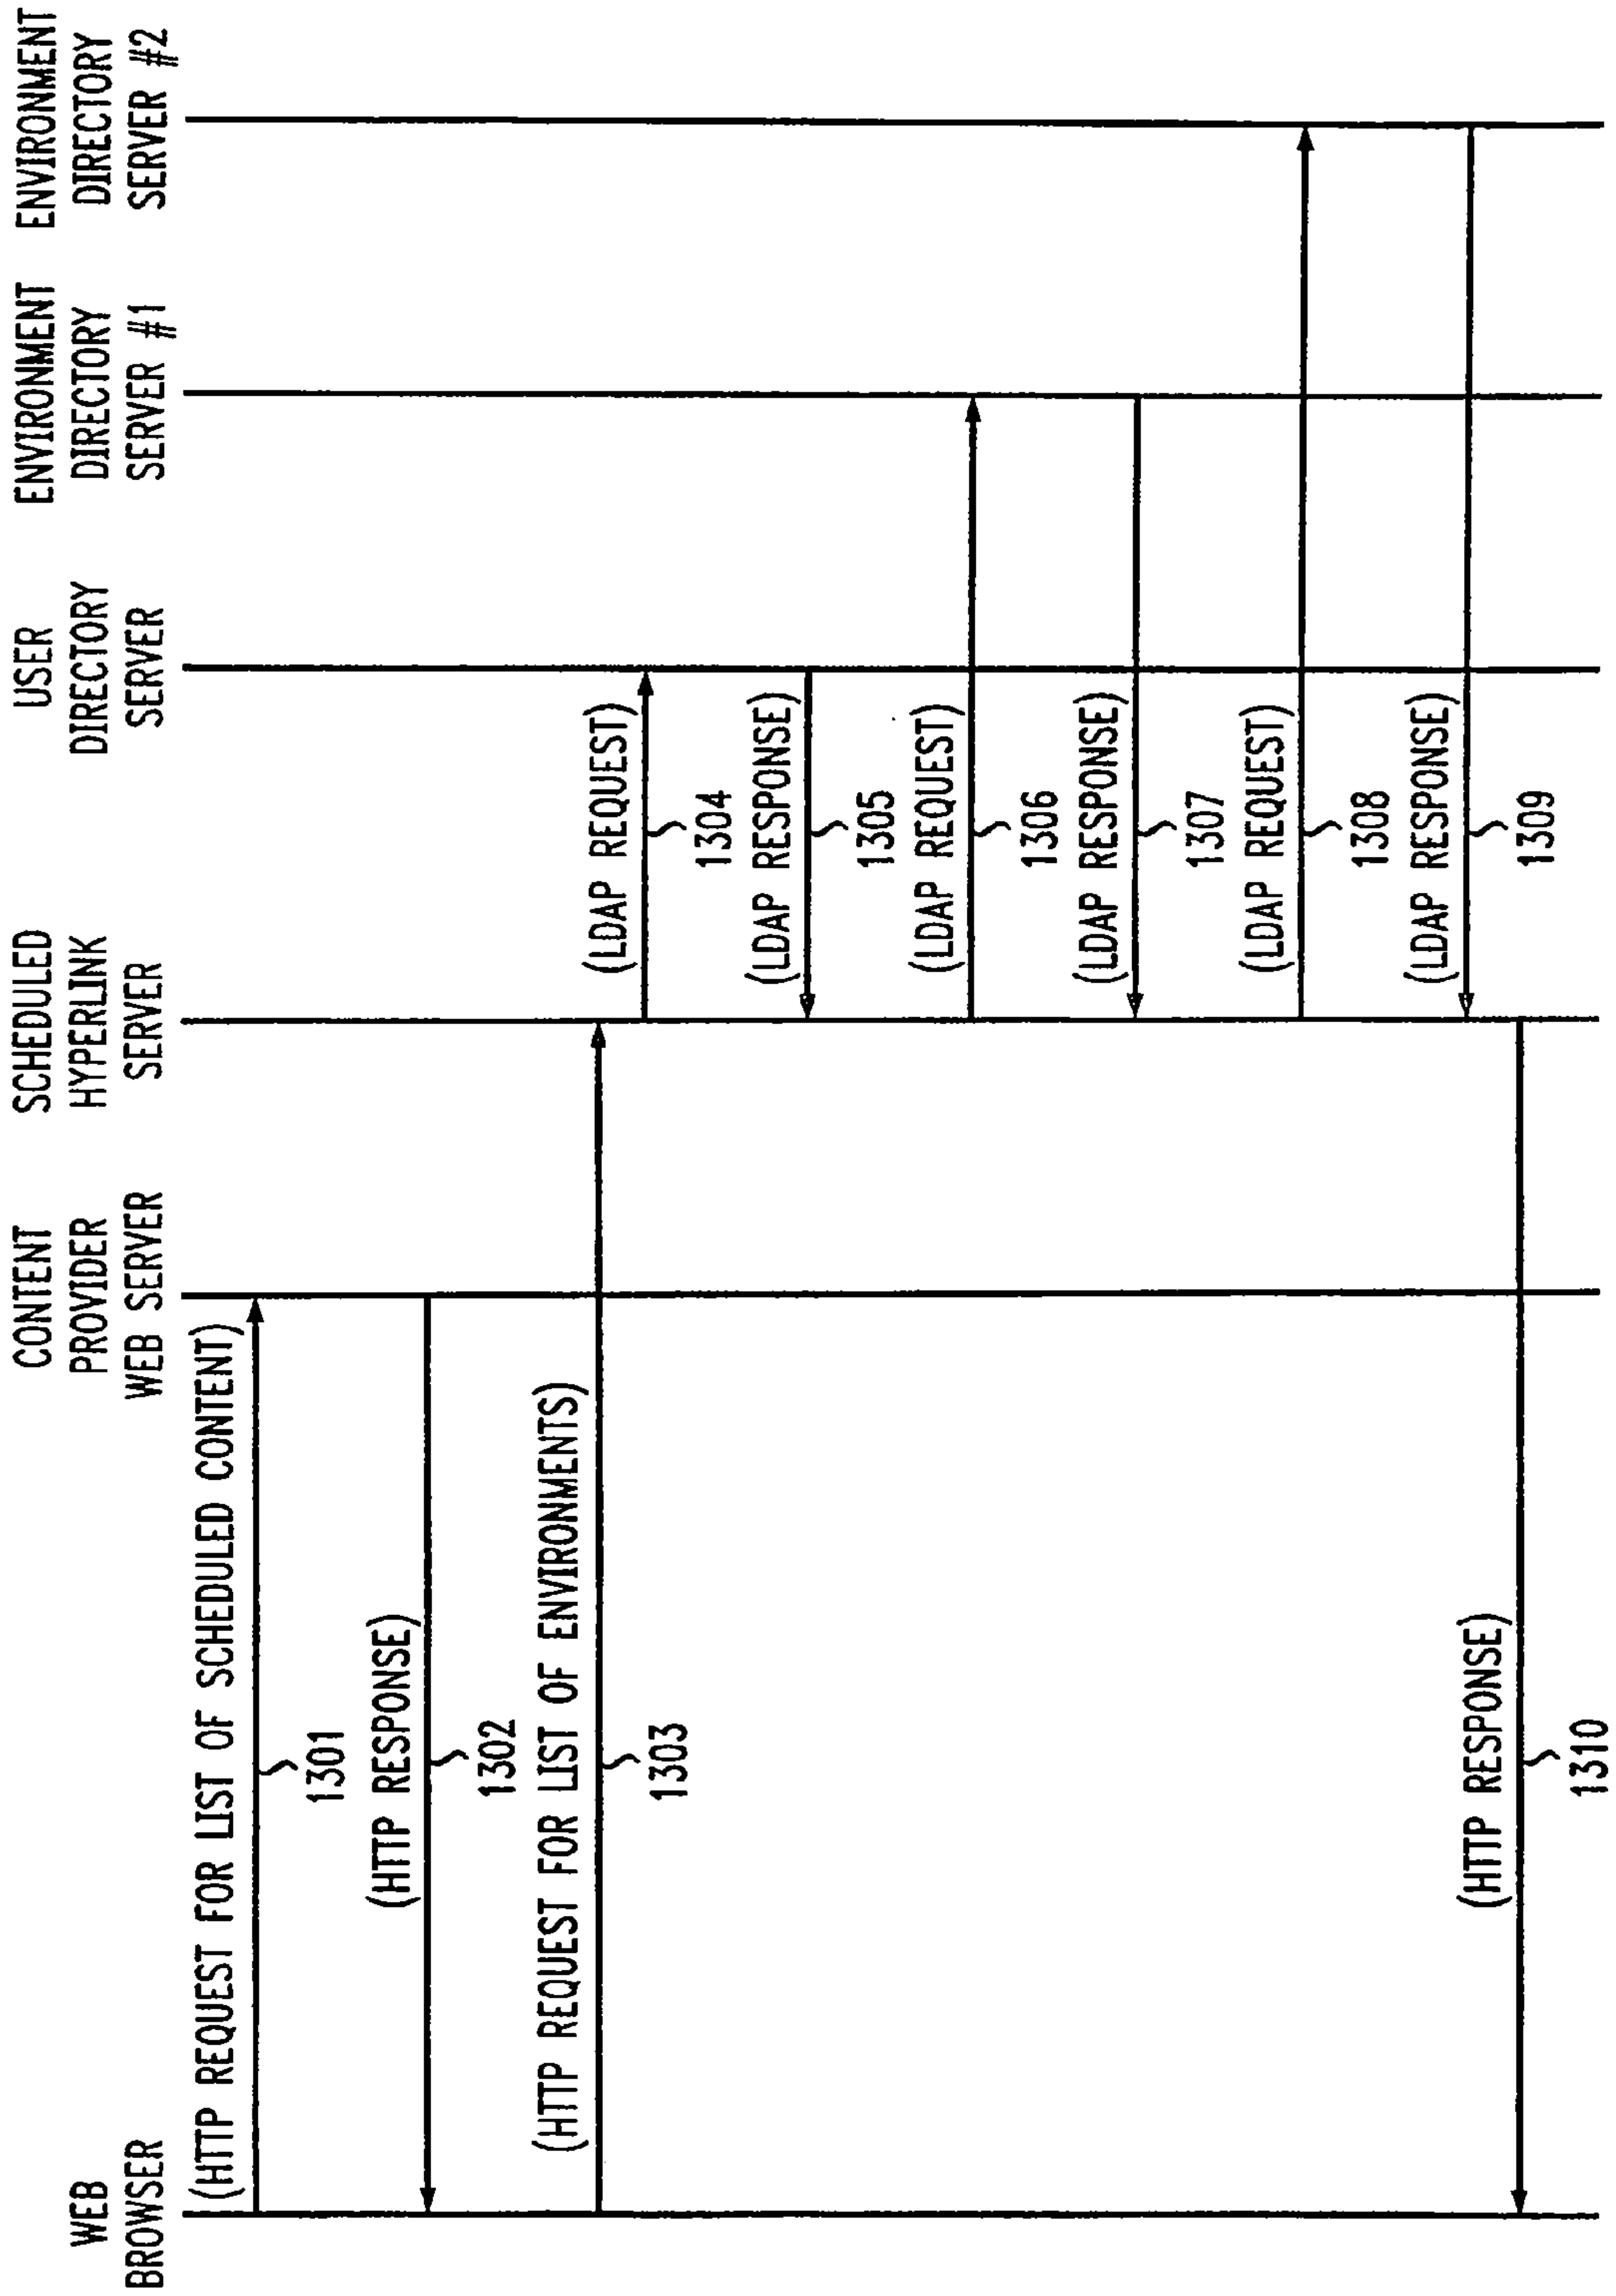 WEB
BROWSER
CONTENT
PROVIDER
WEB SERVER
SCHEDULED
HYPERLINK
SERVER
USER
DIRECTORY
SERVER
ENVIRONMENT
DIRECTORY
SERVER #1
ENVIRONMENT
DIRECTORY
SERVER #2
(HTTP REQUEST FOR LIST OF SCHEDULED CONTENT)
1301
(HTTP RESPONSE)
1302
(HTTP REQUEST FOR LIST OF ENVIRONMENTS)
1303
(LDAP REQUEST)
1304
(LDAP RESPONSE)
1305
(LDAP REQUEST)
1306
(LDAP RESPONSE)
1307
(LDAP REQUEST)
1308
(LDAP RESPONSE)
1309
(HTTP RESPONSE)
1310